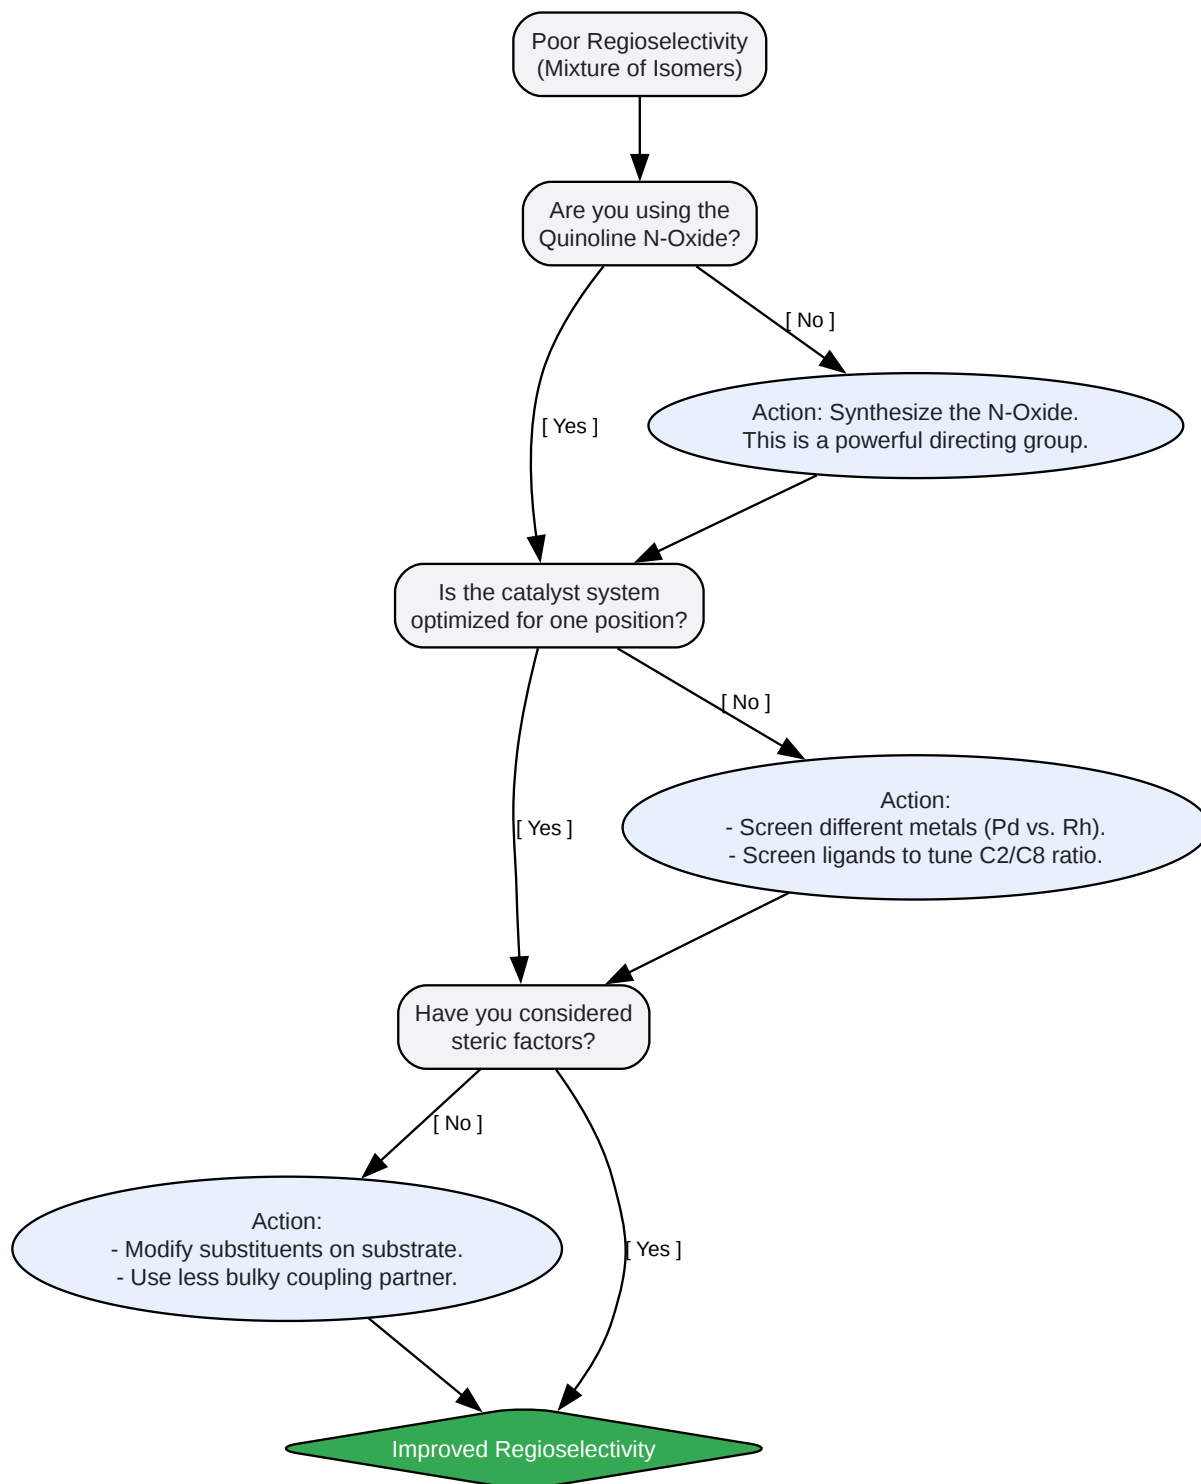 Poor Regioselectivity
(Mixture of Isomers)
Are you using the
Quinoline N-Oxide?
[ No ]
Action: Synthesize the N-Oxide.
This is a powerful directing group.
[ Yes ]
Is the catalyst system
optimized for one position?
[ No ]
Action:
- Screen different metals (Pd vs. Rh).
- Screen ligands to tune C2/C8 ratio.
[ Yes ]
Have you considered
steric factors?
[ No ]
Action:
- Modify substituents on substrate.
- Use less bulky coupling partner.
[ Yes ]
Improved Regioselectivity